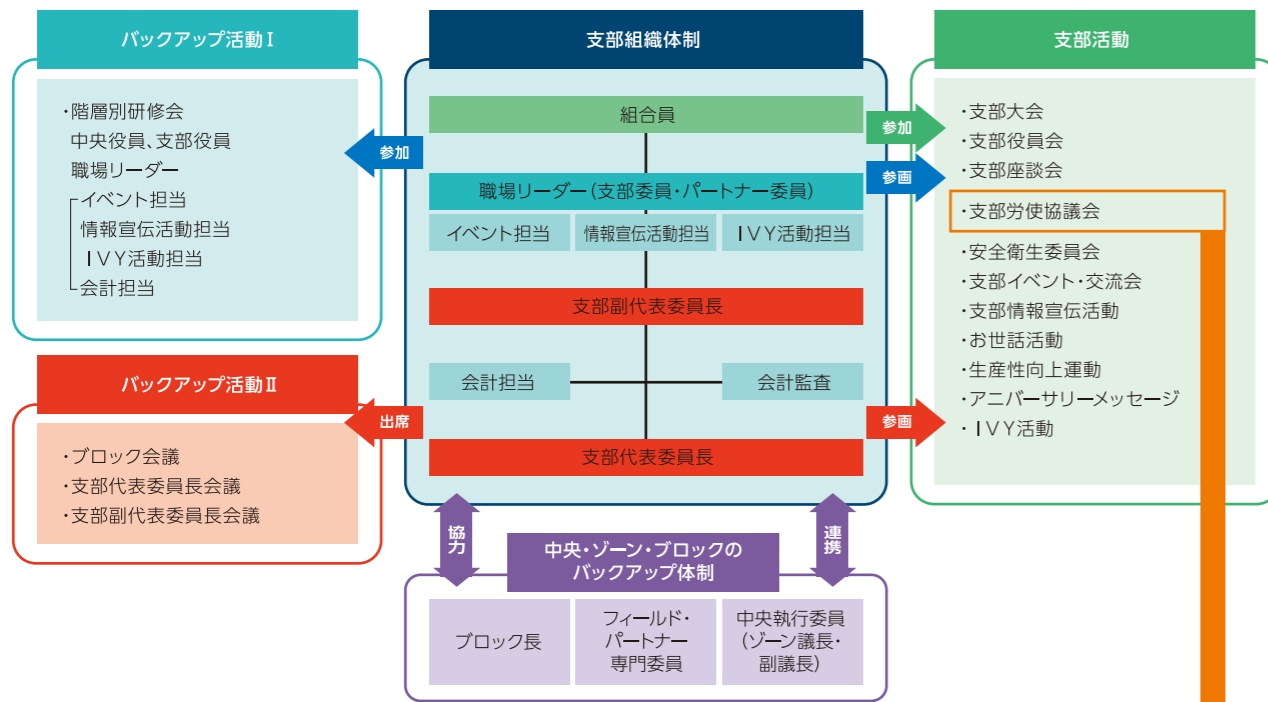 バックアップ活動Ⅰ
・階層別研修会
中央役員、支部役員
職場リーダー
イベント担当
情報宣伝活動担当
IVY活動担当
会計担当
バックアップ活動Ⅱ
・ブロック会議
・支部代表委員長会議
・支部副代表委員長会議
参加
出席
支部組織体制
組合員
職場リーダー(支部委員・パートナー委員)
イベント担当
情報宣伝活動担当
IVY活動担当
支部副代表委員長
会計担当
会計監査
支部代表委員長
参加
参画
参画
支部活動
・支部大会
・支部役員会
・支部座談会
・支部労使協議会
・安全衛生委員会
・支部イベント・交流会
・支部情報宣伝活動
・お世話活動
・生産性向上運動
・アニバーサリーメッセージ
・IVY活動
協力
連携
中央・ゾーン・ブロックの
バックアップ体制
ブロック長
フィールド・
パートナー
専門委員
中央執行委員
(ゾーン議長・
副議長)